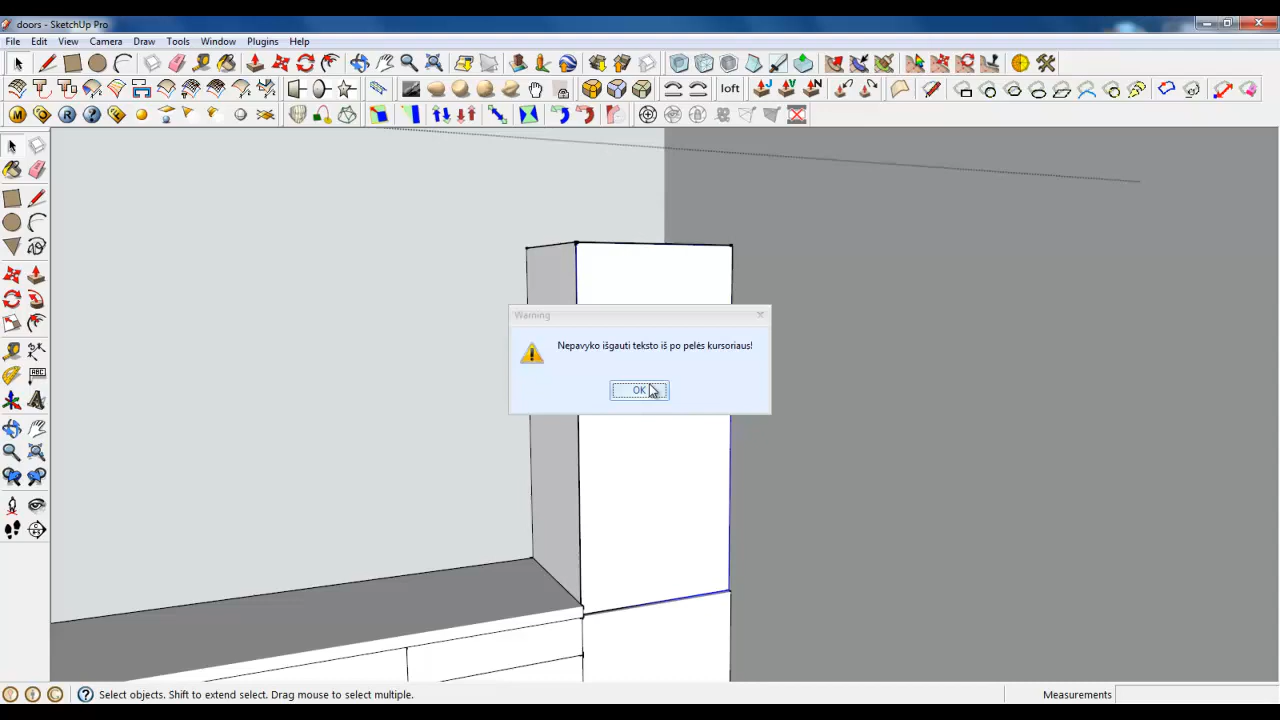 doors - SketchUp Pro
File Edit View Camera Draw Tools Window Plugins Help
loft
Warning
Nepavyko išgauti teksto iš po pelės kursoriaus!
OK
Select objects. Shift to extend select. Drag mouse to select multiple.
Measurements